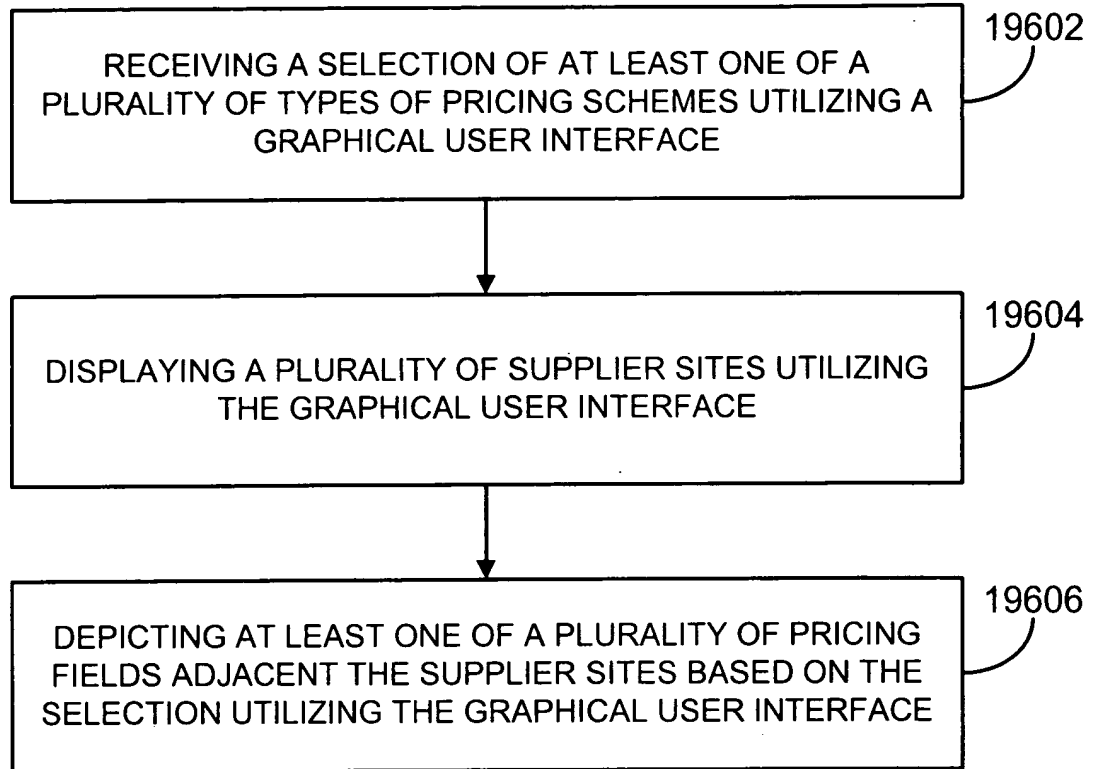 RECEIVING A SELECTION OF AT LEAST ONE OF A
PLURALITY OF TYPES OF PRICING SCHEMES UTILIZING A
GRAPHICAL USER INTERFACE
19602
DISPLAYING A PLURALITY OF SUPPLIER SITES UTILIZING
THE GRAPHICAL USER INTERFACE
19604
DEPICTING AT LEAST ONE OF A PLURALITY OF PRICING
FIELDS ADJACENT THE SUPPLIER SITES BASED ON THE
SELECTION UTILIZING THE GRAPHICAL USER INTERFACE
19606